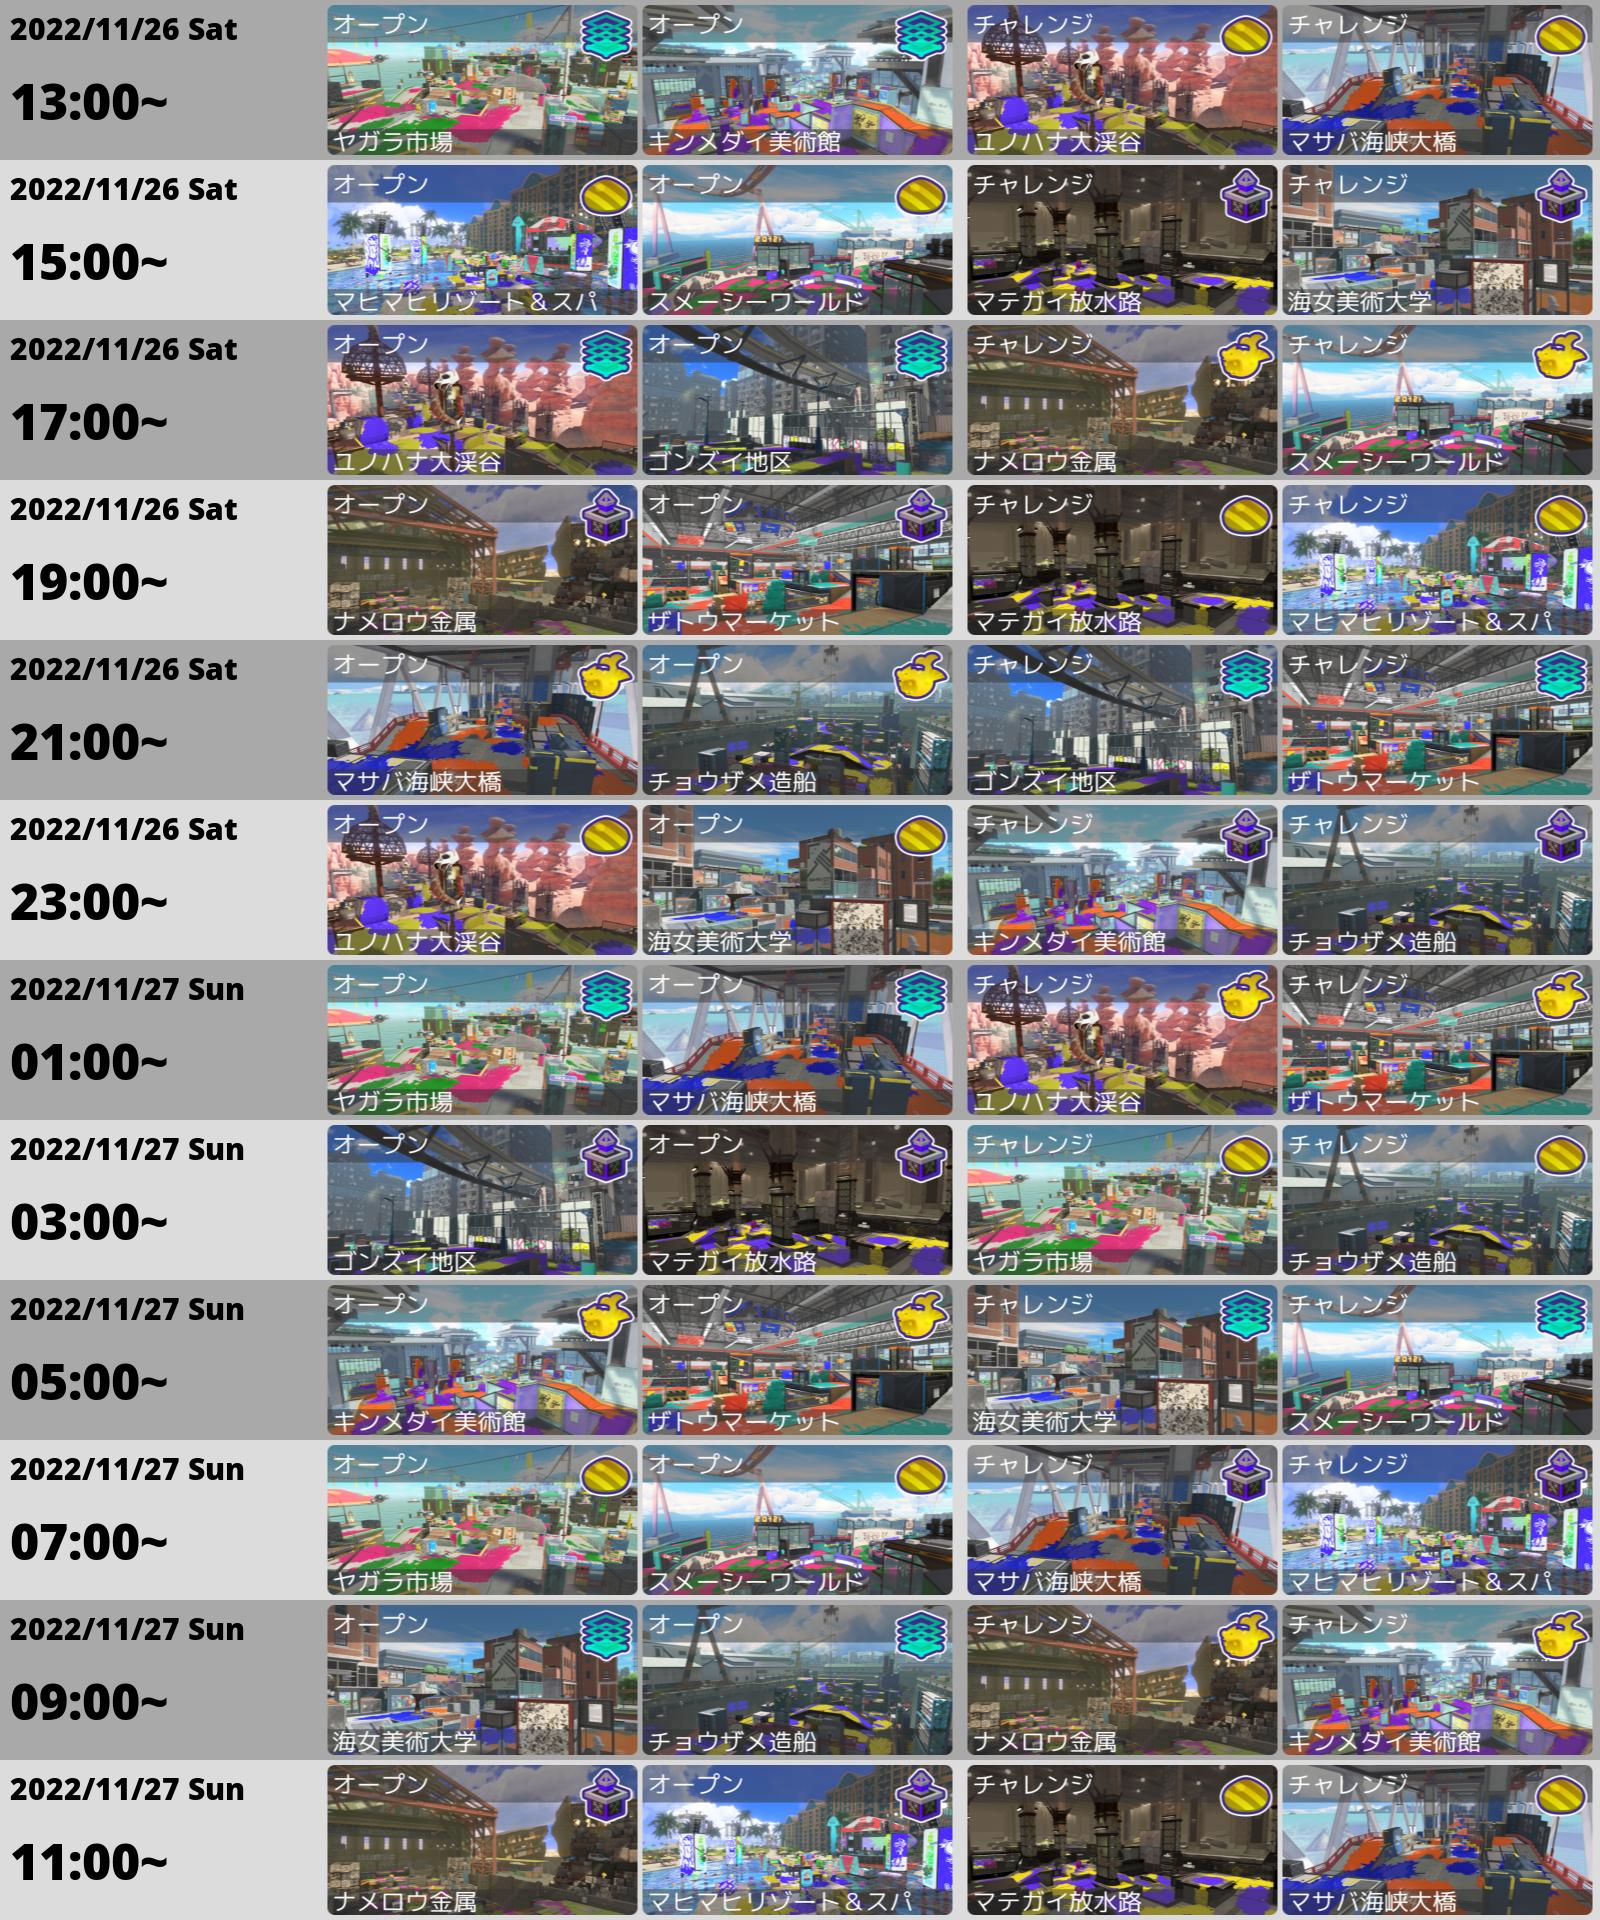 2022/11/26 Sat
13:00~
オープン
ヤガラ市場
オープン
キンメダイ美術館
チャレンジ
ユノハナ大渓谷
チャレンジ
マサバ海峡大橋
2022/11/26 Sat
15:00~
オープン
マヒマヒリゾート＆スパ
オープン
スメーシーワールド
チャレンジ
マテガイ放水路
チャレンジ
海女美術大学
2022/11/26 Sat
17:00~
オープン
ユノハナ大渓谷
オープン
ゴンズイ地区
チャレンジ
ナメロウ金属
チャレンジ
スメーシーワールド
2022/11/26 Sat
19:00~
オープン
ナメロウ金属
オープン
ザトウマーケット
チャレンジ
マテガイ放水路
チャレンジ
マヒマヒリゾート＆スパ
2022/11/26 Sat
21:00~
オープン
マサバ海峡大橋
オープン
チョウザメ造船
チャレンジ
ゴンズイ地区
チャレンジ
ザトウマーケット
2022/11/26 Sat
23:00~
オープン
ユノハナ大渓谷
オープン
海女美術大学
チャレンジ
キンメダイ美術館
チャレンジ
チョウザメ造船
2022/11/27 Sun
01:00~
オープン
ヤガラ市場
オープン
マサバ海峡大橋
チャレンジ
ユノハナ大渓谷
チャレンジ
ザトウマーケット
2022/11/27 Sun
03:00~
オープン
ゴンズイ地区
オープン
マテガイ放水路
チャレンジ
ヤガラ市場
チャレンジ
チョウザメ造船
2022/11/27 Sun
05:00~
オープン
キンメダイ美術館
オープン
ザトウマーケット
チャレンジ
海女美術大学
チャレンジ
スメーシーワールド
2022/11/27 Sun
07:00~
オープン
ヤガラ市場
オープン
スメーシーワールド
チャレンジ
マサバ海峡大橋
チャレンジ
マヒマヒリゾート＆スパ
2022/11/27 Sun
09:00~
オープン
海女美術大学
オープン
チョウザメ造船
チャレンジ
ナメロウ金属
チャレンジ
キンメダイ美術館
2022/11/27 Sun
11:00~
オープン
ナメロウ金属
オープン
マヒマヒリゾート＆スパ
チャレンジ
マテガイ放水路
チャレンジ
マサバ海峡大橋